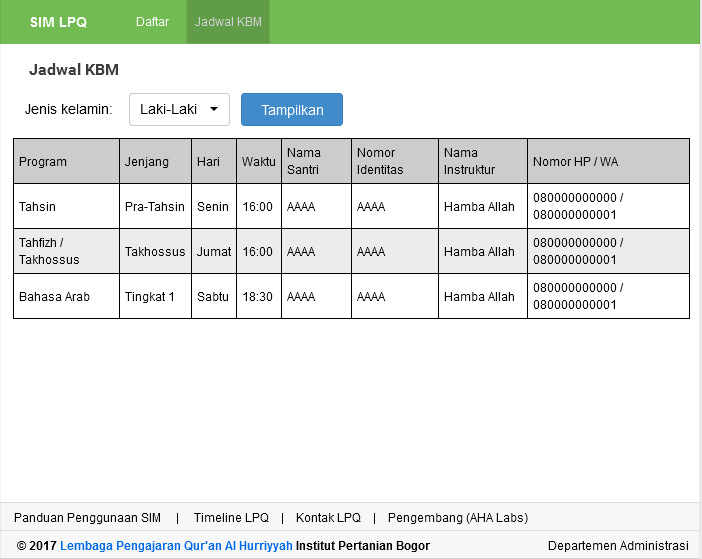 SIM LPQ Daftar Jadwal KBM
Jadwal KBM
Jenis kelamin: Laki-Laki Tampilkan
Program Jenjang Hari Waktu Nama Santri Nomor Identitas Nama Instruktur Nomor HP / WA
Tahsin Pra-Tahsin Senin 16:00 AAAA AAAA Hamba Allah 080000000000 / 080000000001
Tahfizh / Takhossus Takhossus Jumat 16:00 AAAA AAAA Hamba Allah 080000000000 / 080000000001
Bahasa Arab Tingkat 1 Sabtu 18:30 AAAA AAAA Hamba Allah 080000000000 / 080000000001
Panduan Penggunaan SIM | Timeline LPQ | Kontak LPQ | Pengembang (AHA Labs)
© 2017 Lembaga Pengajaran Qur'an Al Hurriyyah Institut Pertanian Bogor Departemen Administrasi